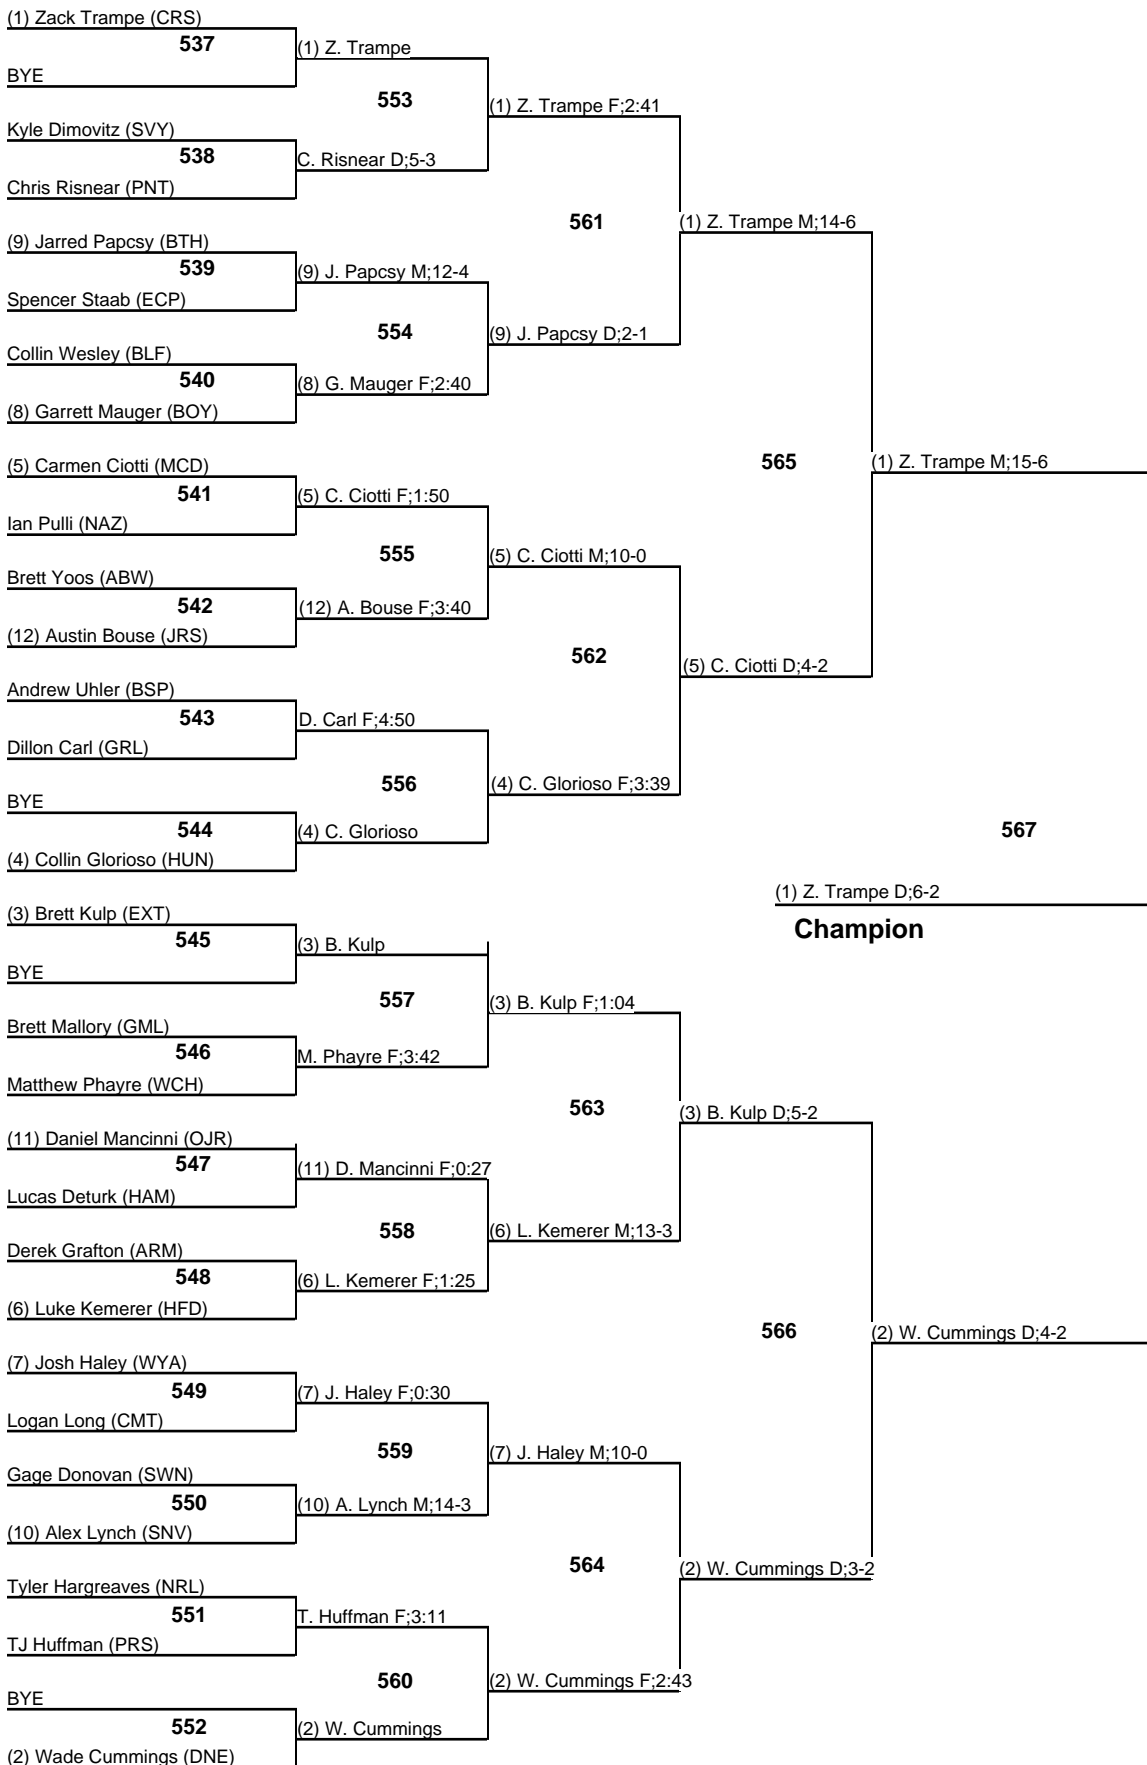 (1) Zack Trampe (CRS)
537
BYE
(1) Z. Trampe
553
Kyle Dimovitz (SVY)
538
Chris Risnear (PNT)
C. Risnear D;5-3
(1) Z. Trampe F;2:41
561
(9) Jarred Papcsy (BTH)
539
Spencer Staab (ECP)
(9) J. Papcsy M;12-4
554
Collin Wesley (BLF)
540
(8) Garrett Mauger (BOY)
(8) G. Mauger F;2:40
(9) J. Papcsy D;2-1
(1) Z. Trampe M;14-6
565
(5) Carmen Ciotti (MCD)
541
Ian Pulli (NAZ)
(5) C. Ciotti F;1:50
555
Brett Yoos (ABW)
542
(12) Austin Bouse (JRS)
(12) A. Bouse F;3:40
(5) C. Ciotti M;10-0
562
Andrew Uhler (BSP)
543
Dillon Carl (GRL)
D. Carl F;4:50
556
BYE
544
(4) Collin Glorioso (HUN)
(4) C. Glorioso
(4) C. Glorioso F;3:39
(5) C. Ciotti D;4-2
(1) Z. Trampe M;15-6
567
(1) Z. Trampe D;6-2
Champion
(3) Brett Kulp (EXT)
545
BYE
(3) B. Kulp
557
Brett Mallory (GML)
546
Matthew Phayre (WCH)
M. Phayre F;3:42
(3) B. Kulp F;1:04
563
(11) Daniel Mancinni (OJR)
547
Lucas Deturk (HAM)
(11) D. Mancinni F;0:27
558
Derek Grafton (ARM)
548
(6) Luke Kemerer (HFD)
(6) L. Kemerer F;1:25
(6) L. Kemerer M;13-3
(3) B. Kulp D;5-2
566
(7) Josh Haley (WYA)
549
Logan Long (CMT)
(7) J. Haley F;0:30
559
Gage Donovan (SWN)
550
(10) Alex Lynch (SNV)
(10) A. Lynch M;14-3
(7) J. Haley M;10-0
564
Tyler Hargreaves (NRL)
551
TJ Huffman (PRS)
T. Huffman F;3:11
560
BYE
552
(2) Wade Cummings (DNE)
(2) W. Cummings
(2) W. Cummings F;2:43
(2) W. Cummings D;3-2
(2) W. Cummings D;4-2